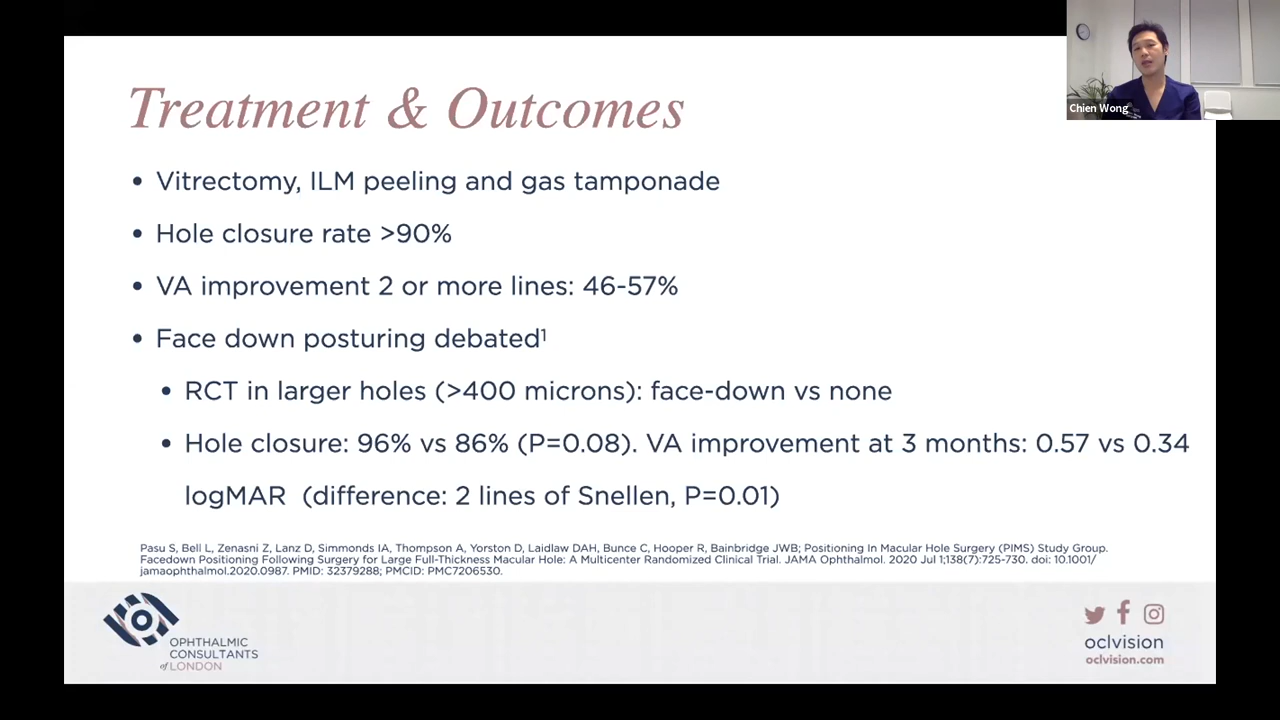 Treatment & Outcomes
Chien Wong
• Vitrectomy, ILM peeling and gas tamponade
• Hole closure rate >90%
• VA improvement 2 or more lines: 46-57%
• Face down posturing debated¹
• RCT in larger holes (>400 microns): face-down vs none
• Hole closure: 96% vs 86% (P=0.08). VA improvement at 3 months: 0.57 vs 0.34
logMAR (difference: 2 lines of Snellen, P=0.01)
Pasu S, Bell L, Zenasni Z, Lanz D, Simmonds IA, Thompson A, Yorston D, Laidlaw DAH, Bunce C, Hooper R, Bainbridge JWB; Positioning In Macular Hole Surgery (PIMS) Study Group.
Facedown Positioning Following Surgery for Large Full-Thickness Macular Hole: A Multicenter Randomized Clinical Trial. JAMA Ophthalmol. 2020 Jul 1;138(7):725-730. doi: 10.1001/
jamaophthalmol.2020.0987. PMID: 32379288; PMCID: PMC7206530.
OPHTHALMIC
CONSULTANTS
of LONDON
oclvision
oclvision.com